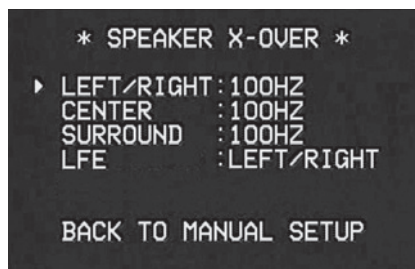 * SPEAKER X-OVER *
LEFT/RIGHT:100HZ
CENTER :100HZ
SURROUND :100HZ
LFE :LEFT/RIGHT
BACK TO MANUAL SETUP